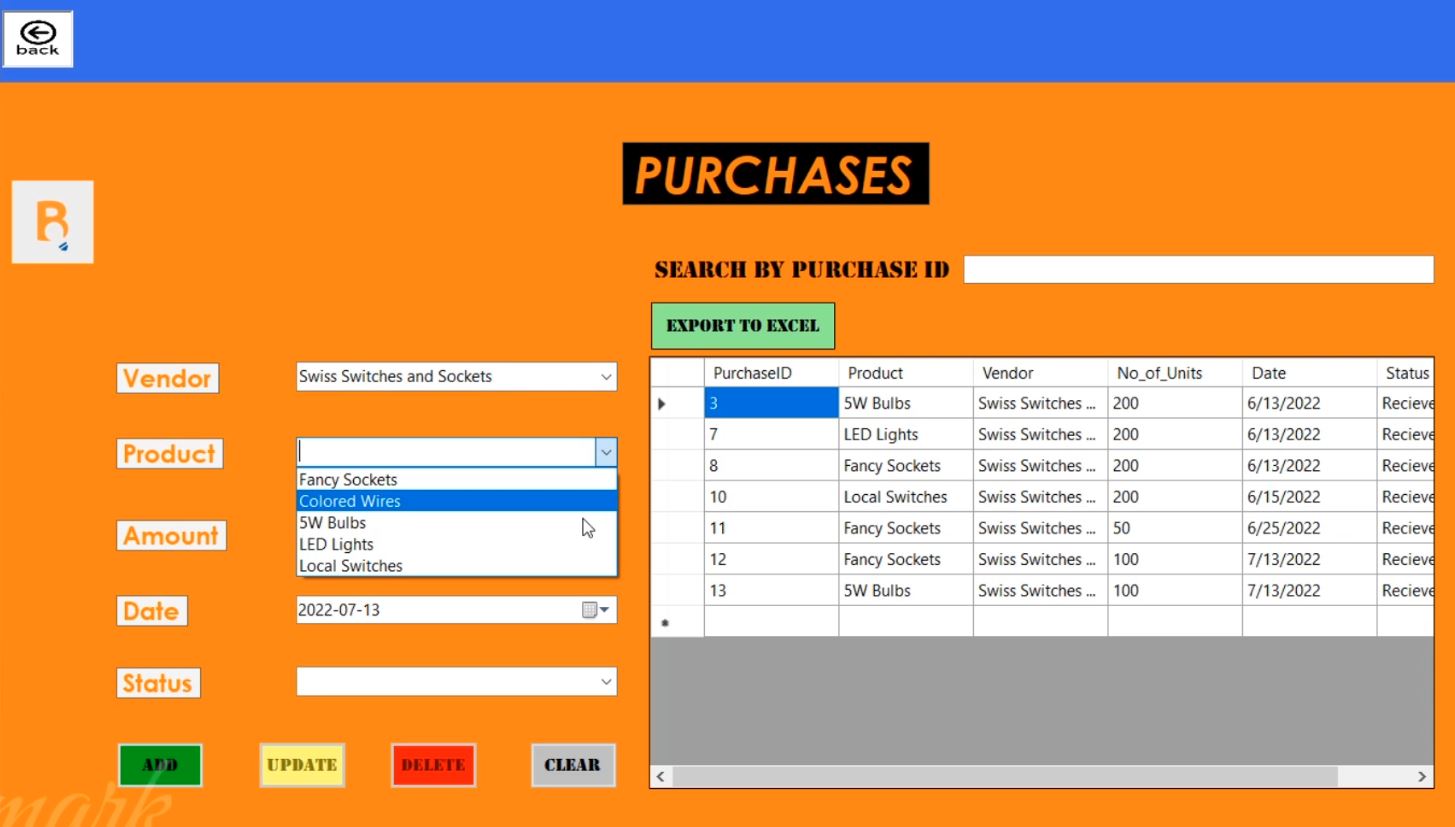 back
PURCHASES
B
SEARCH BY PURCHASE ID
EXPORT TO EXCEL
Vendor Swiss Switches and Sockets
Product
Fancy Sockets
Colored Wires
5W Bulbs
LED Lights
Local Switches
Amount
Date 2022-07-13
Status
ADD UPDATE DELETE CLEAR
PurchaseID Product Vendor No_of_Units Date Status
3 5W Bulbs Swiss Switches ... 200 6/13/2022 Recieve
7 LED Lights Swiss Switches ... 200 6/13/2022 Recieve
8 Fancy Sockets Swiss Switches ... 200 6/13/2022 Recieve
10 Local Switches Swiss Switches ... 200 6/15/2022 Recieve
11 Fancy Sockets Swiss Switches ... 50 6/25/2022 Recieve
12 Fancy Sockets Swiss Switches ... 100 7/13/2022 Recieve
13 5W Bulbs Swiss Switches ... 100 7/13/2022 Recieve
mark